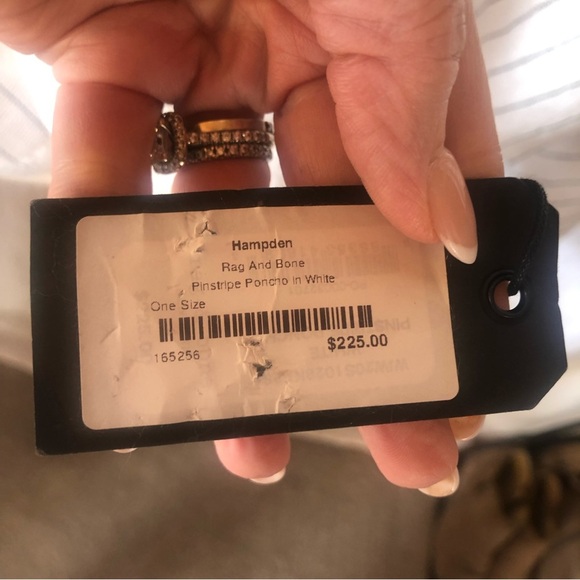 Hampden
Rag And Bone
Pinstripe Poncho in White
One Size
165256
$225.00